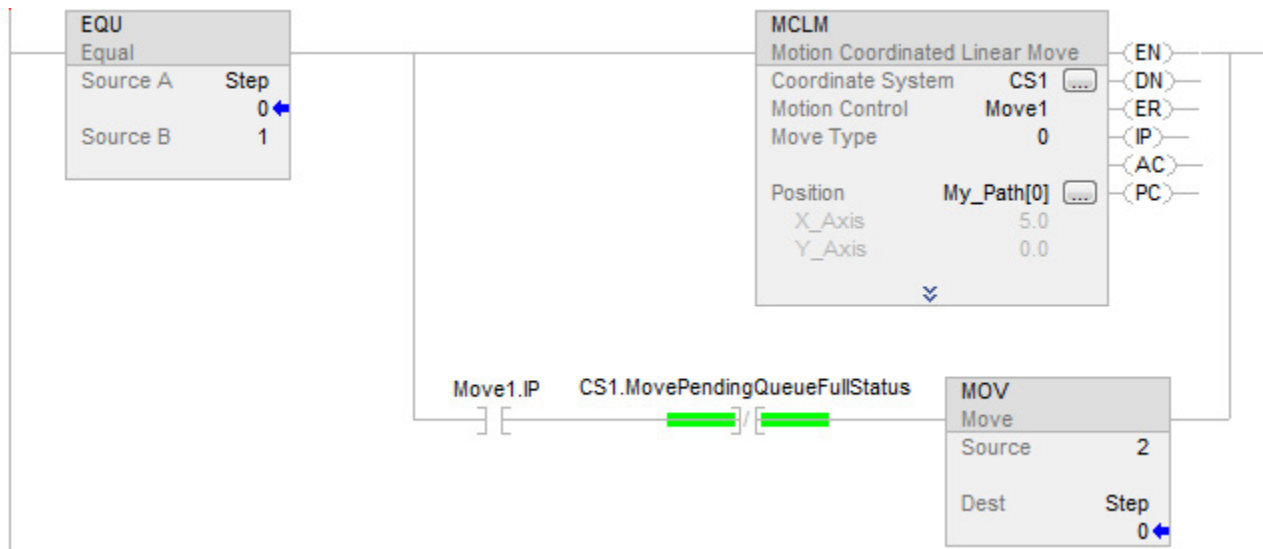 EQU
Equal
Source A Step
0
Source B 1
MCLM
Motion Coordinated Linear Move
Coordinate System CS1 ...
Motion Control Move1
Move Type 0
Position My_Path[0] ...
X_Axis 5.0
Y_Axis 0.0
EN
DN
ER
IP
AC
PC
Move1.IP CS1.MovePendingQueueFullStatus
/
MOV
Move
Source 2
Dest Step
0